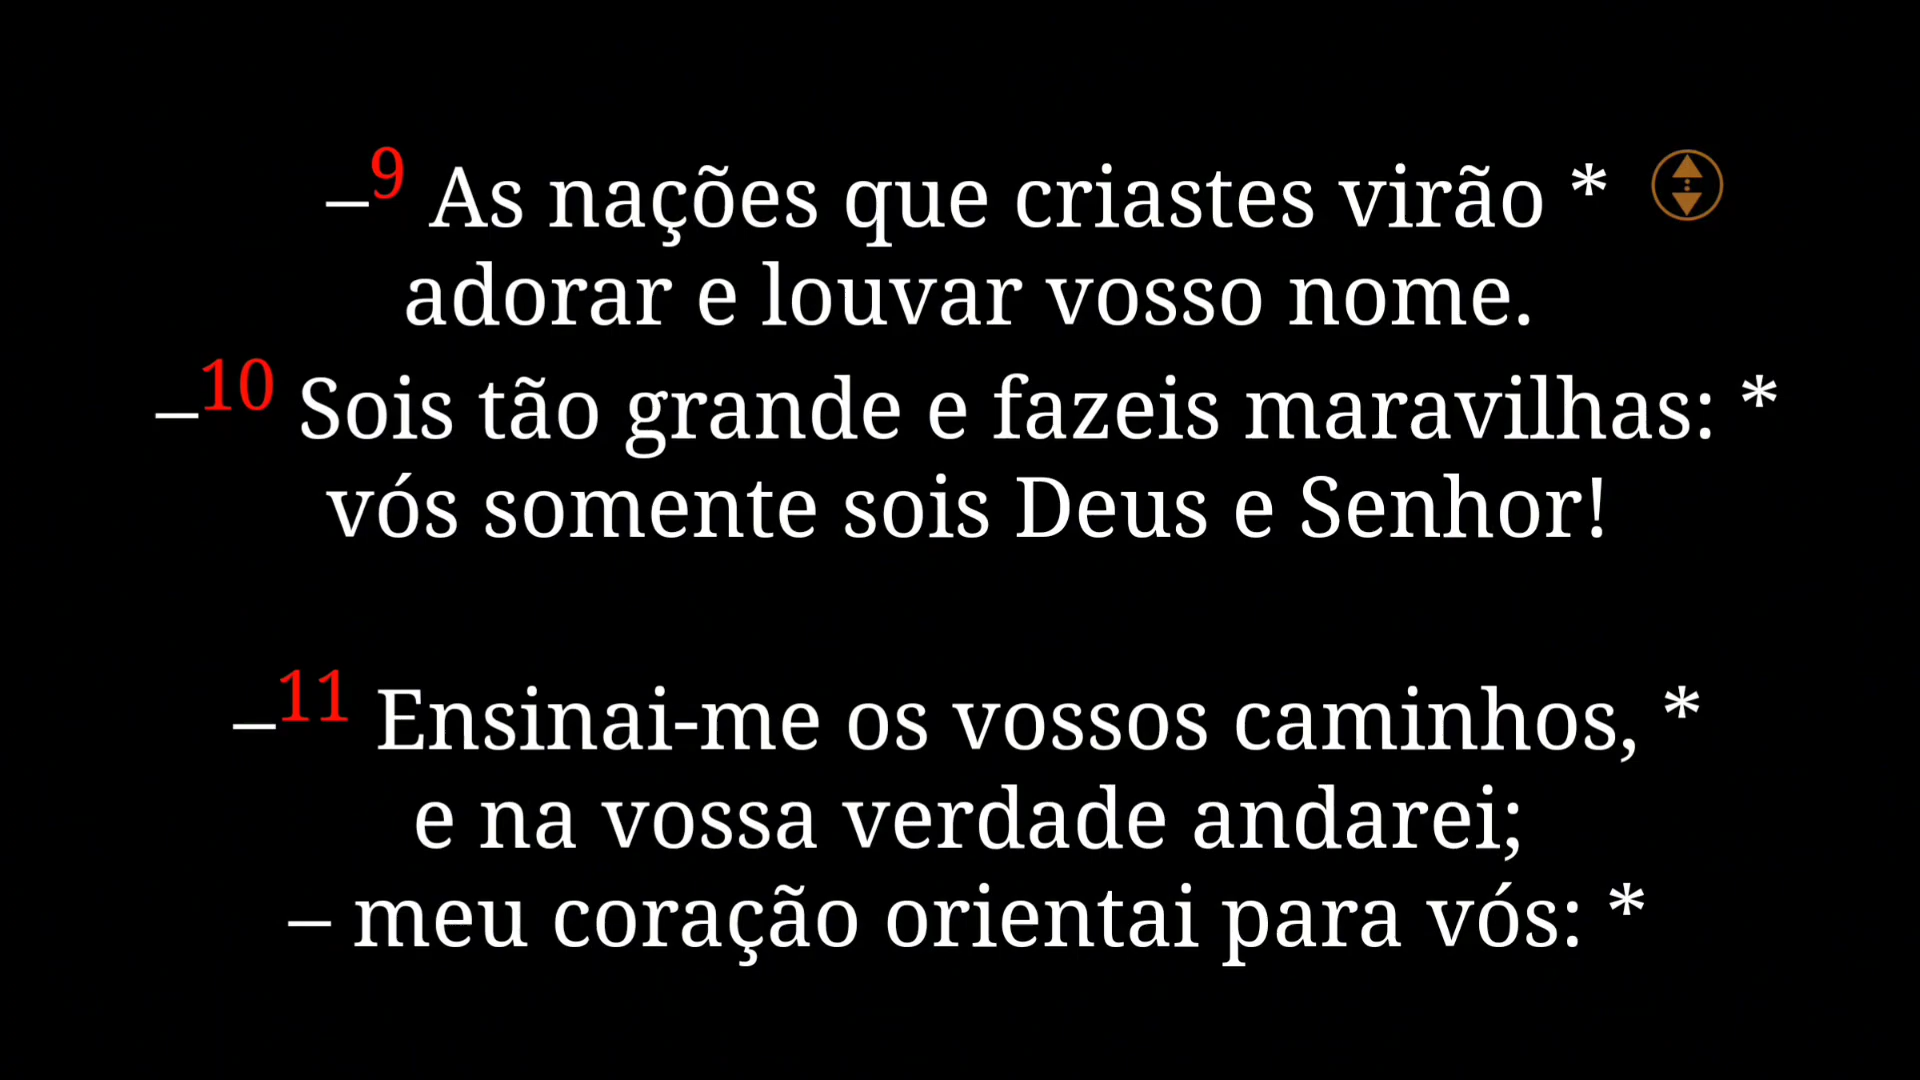 –9 As nações que criastes virão *
adorar e louvar vosso nome.
–10 Sois tão grande e fazeis maravilhas: *
vós somente sois Deus e Senhor!
–11 Ensinai-me os vossos caminhos, *
e na vossa verdade andarei;
– meu coração orientai para vós: *